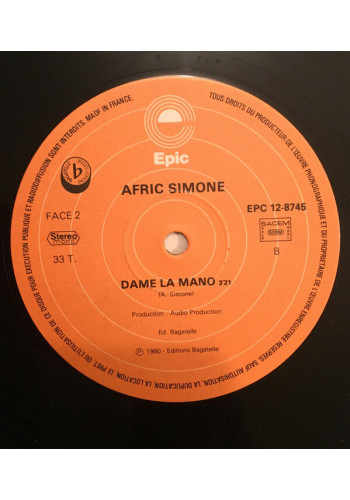 Epic
AFRIC SIMONE
b
FACE 2
EPC 12-8745
Stereo
33 T.
SACEM
B
DAME LA MANO 3'21
(A. Simone)
Production : Audio Production
Ed. Bagatelle
Ⓟ 1980 - Editions Bagatelle
MADE IN FRANCE. TOUS DROITS DU PRODUCTEUR DE L'ŒUVRE PHONOGRAPHIQUE ET DU PROPRIETAIRE DE L'ŒUVRE ENREGISTREE RESERVES. SAUF AUTORISATION, LA DUPLICATION, LA LOCATION, LE PRET, OU L'UTILISATION DE CE DISQUE POUR EXECUTION PUBLIQUE ET RADIODIFFUSION SONT INTERDITS.